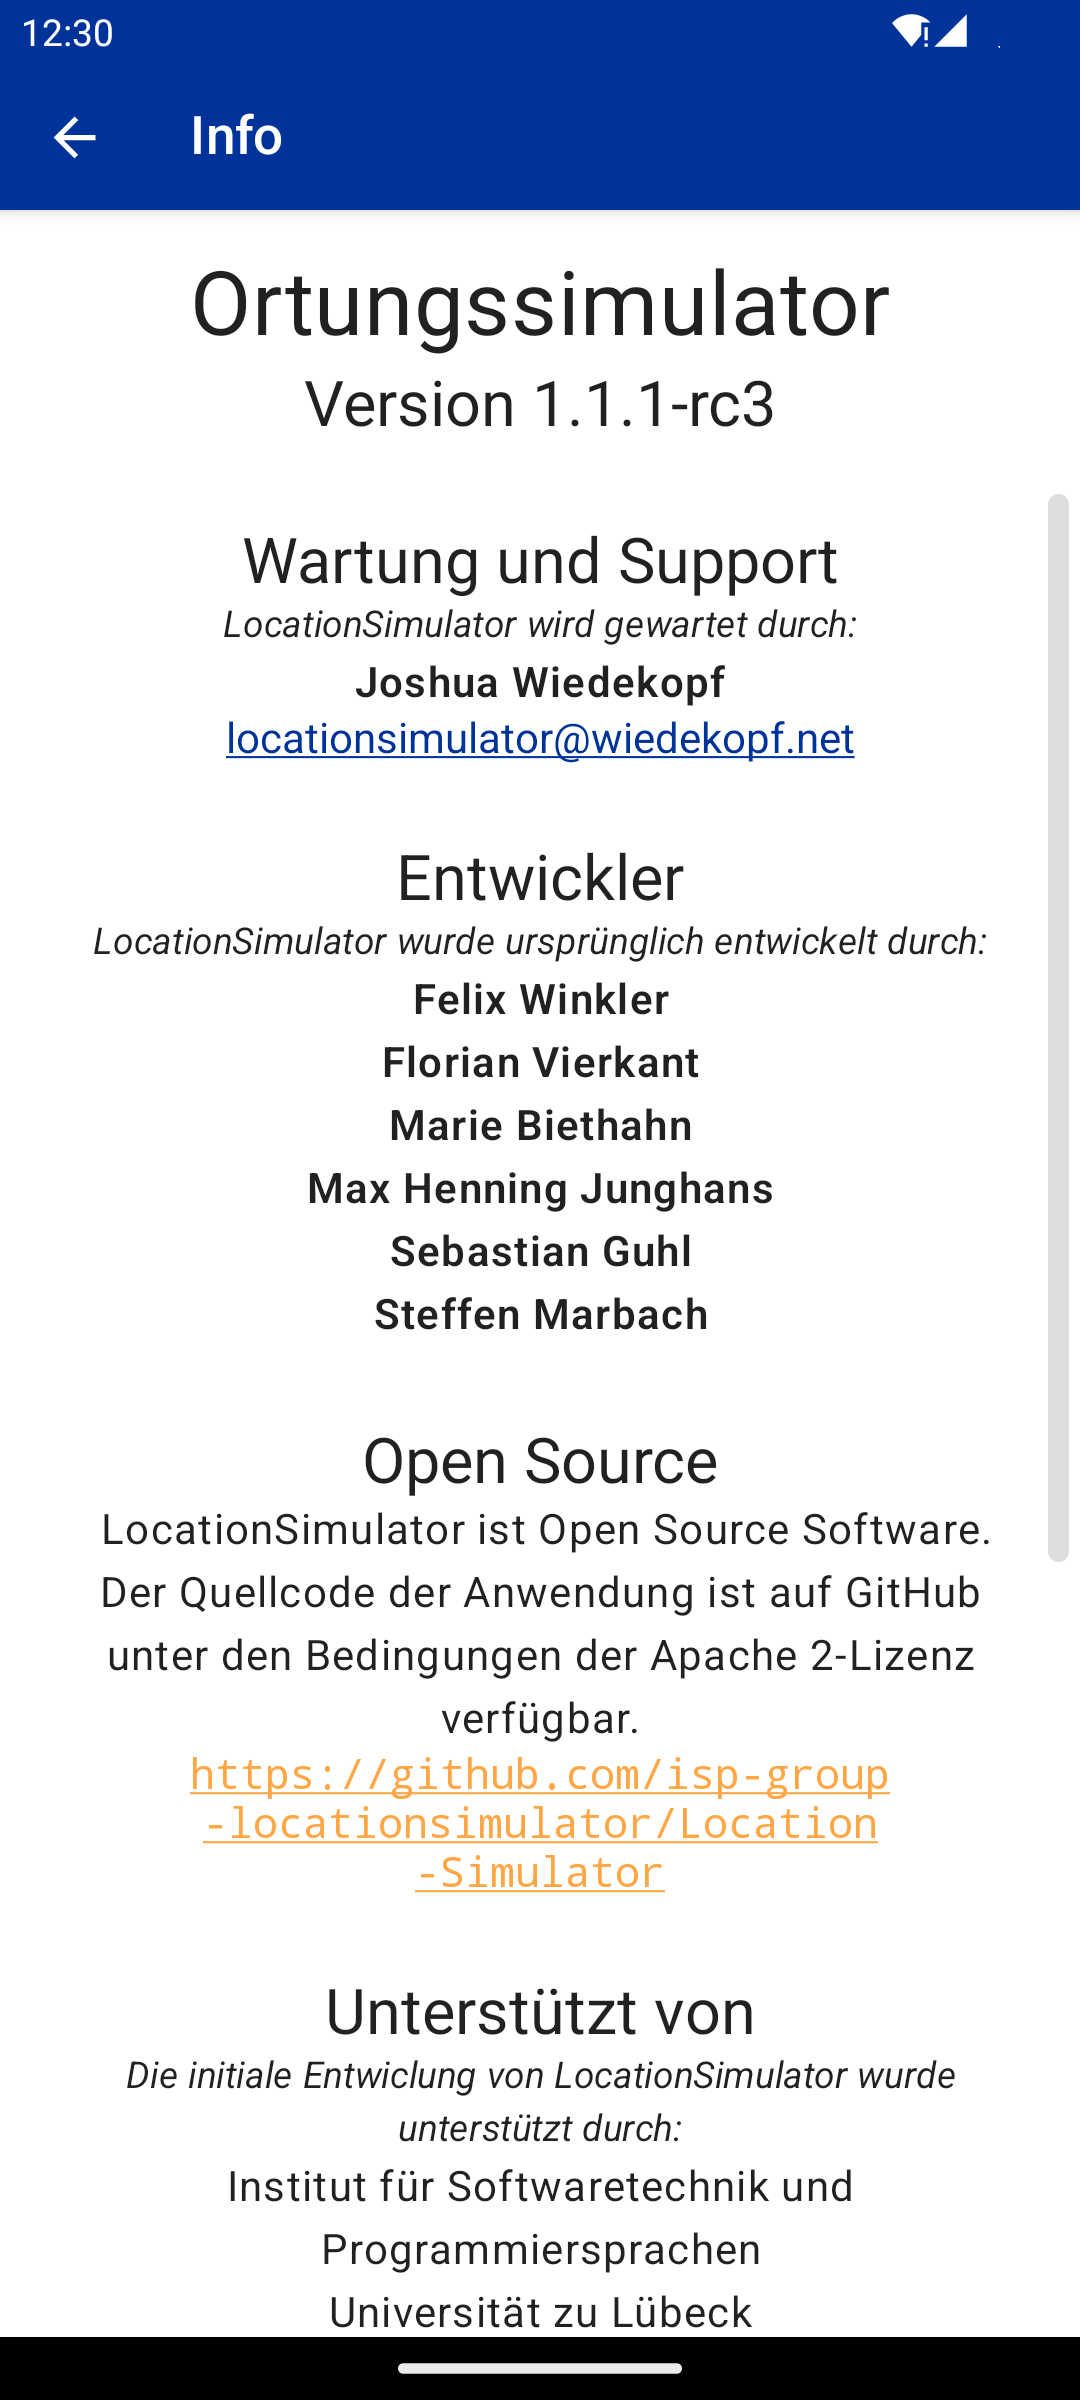 12:30
Info
Ortungssimulator
Version 1.1.1-rc3
Wartung und Support
LocationSimulator wird gewartet durch:
Joshua Wiedekopf
locationsimulator@wiedekopf.net
Entwickler
LocationSimulator wurde ursprünglich entwickelt durch:
Felix Winkler
Florian Vierkant
Marie Biethahn
Max Henning Junghans
Sebastian Guhl
Steffen Marbach
Open Source
LocationSimulator ist Open Source Software.
Der Quellcode der Anwendung ist auf GitHub
unter den Bedingungen der Apache 2-Lizenz
verfügbar.
https://github.com/isp-group
-locationsimulator/Location
-Simulator
Unterstützt von
Die initiale Entwiclung von LocationSimulator wurde
unterstützt durch:
Institut für Softwaretechnik und
Programmiersprachen
Universität zu Lübeck